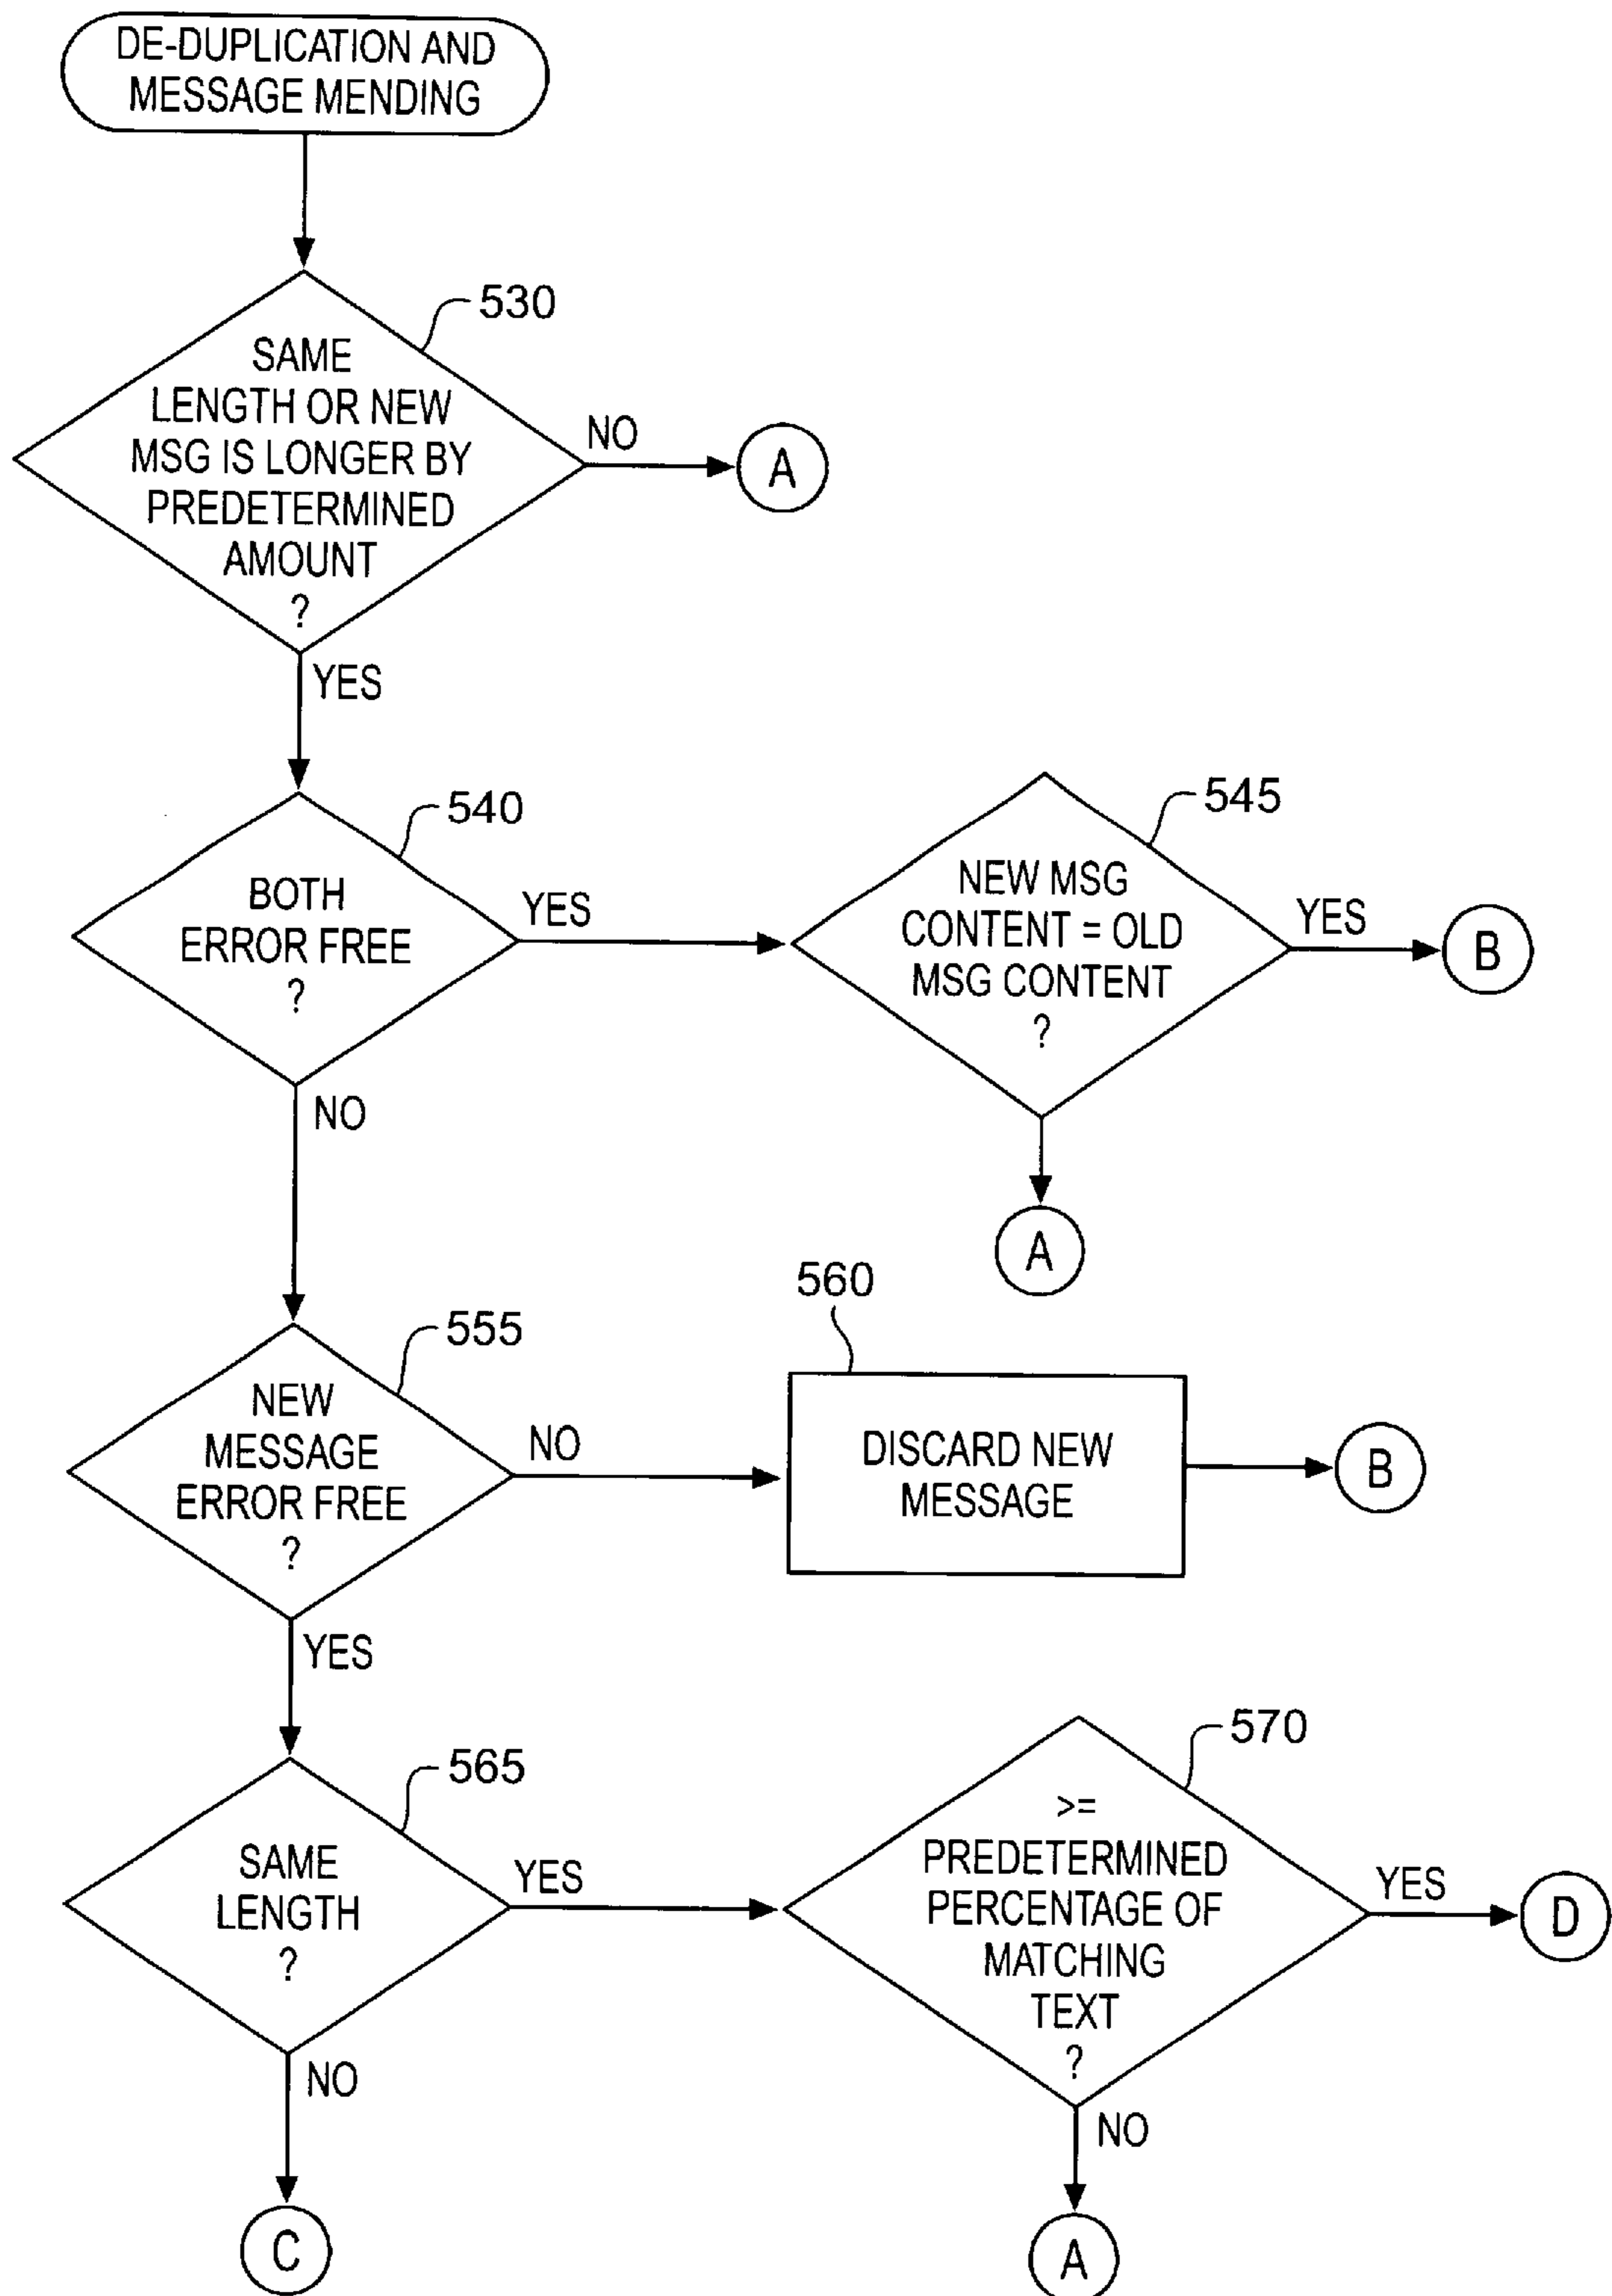 DE-DUPLICATION AND
MESSAGE MENDING
530
SAME
LENGTH OR NEW
MSG IS LONGER BY
PREDETERMINED
AMOUNT
?
NO
A
YES
540
BOTH
ERROR FREE
?
YES
545
NEW MSG
CONTENT = OLD
MSG CONTENT
?
YES
B
A
NO
555
NEW
MESSAGE
ERROR FREE
?
NO
560
DISCARD NEW
MESSAGE
B
YES
565
SAME
LENGTH
?
YES
570
>=
PREDETERMINED
PERCENTAGE OF
MATCHING
TEXT
?
YES
D
NO
C
NO
A